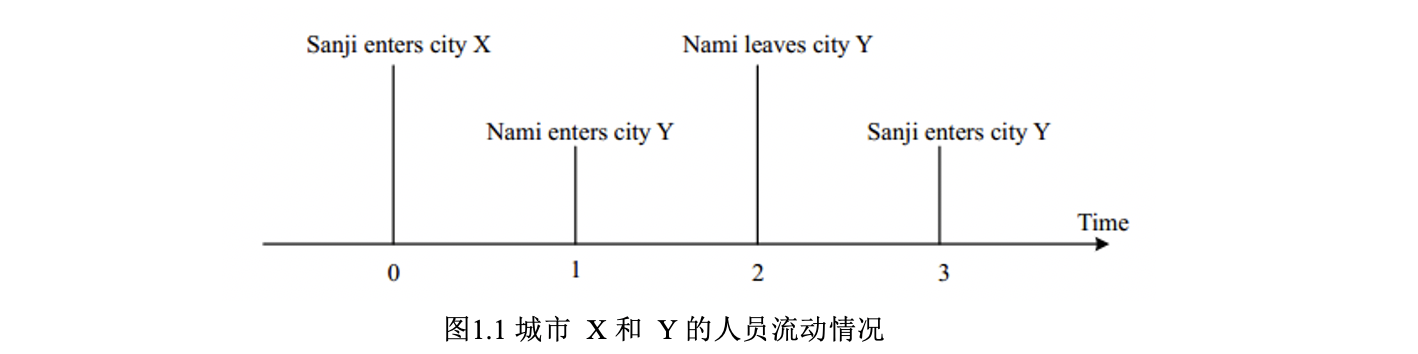 Sanji enters city X
Nami leaves city Y
Nami enters city Y
Sanji enters city Y
Time
0
1
2
3
图1.1 城市 X 和 Y 的人员流动情况